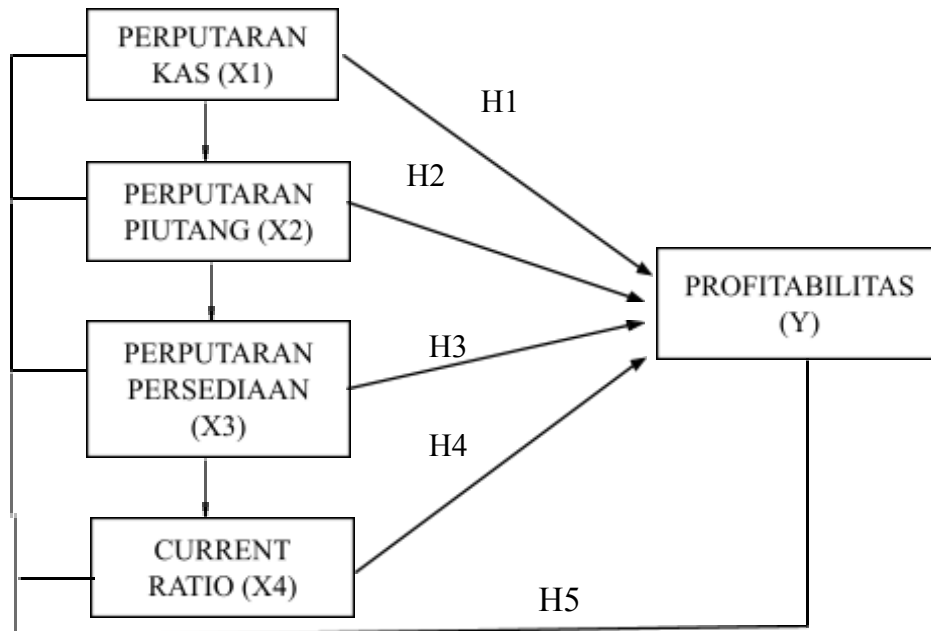 PERPUTARAN
KAS (X1)
H1
H2
PERPUTARAN
PIUTANG (X2)
PROFITABILITAS
(Y)
PERPUTARAN
PERSEDIAAN
(X3)
H3
H4
CURRENT
RATIO (X4)
H5